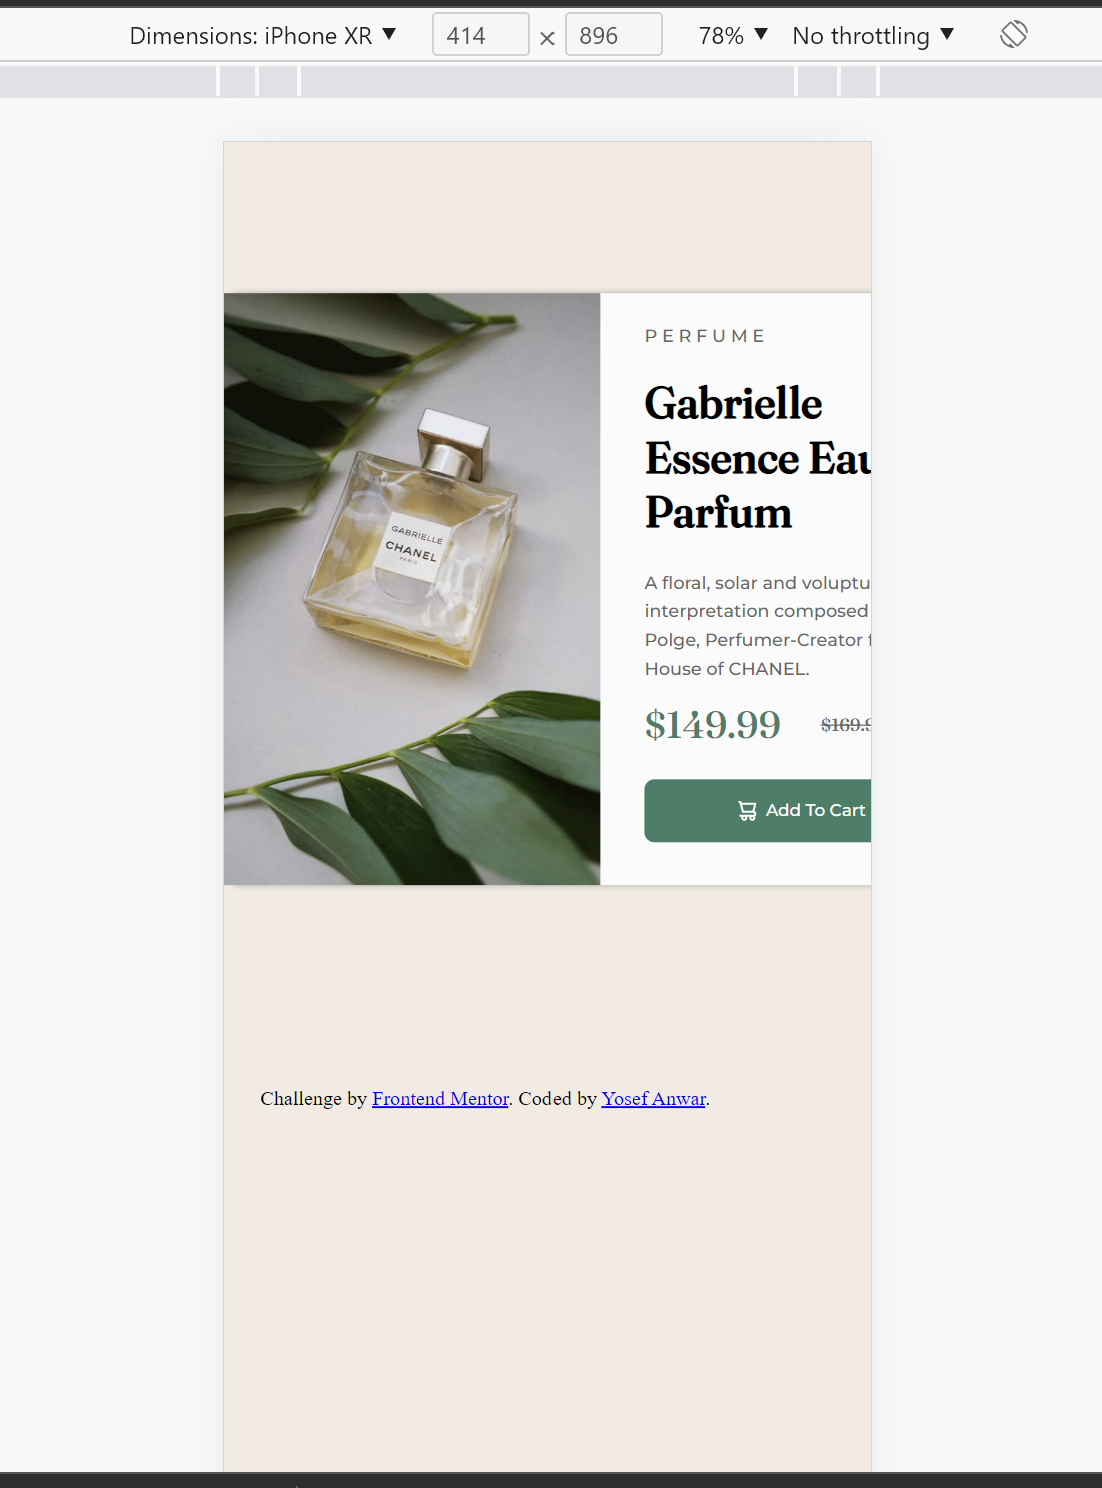 Dimensions: iPhone XR ▼ 414 × 896 78% ▼ No throttling ▼
PERFUME
Gabrielle
Essence Eau
Parfum
GABRIELLE
CHANEL
PARIS
A floral, solar and voluptu
interpretation composed
Polge, Perfumer-Creator f
House of CHANEL.
$149.99 $169.9
Add To Cart
Challenge by Frontend Mentor. Coded by Yosef Anwar.